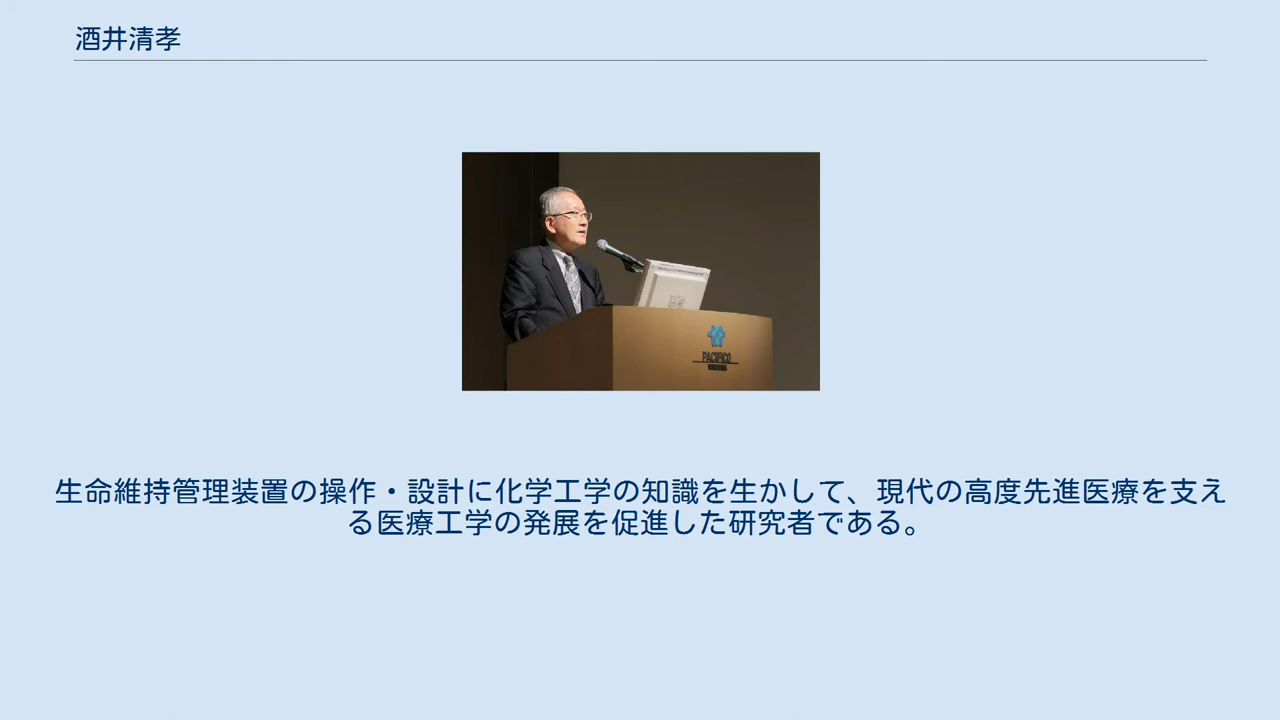 酒井清孝
PACIFICO
YOKOHAMA
生命維持管理装置の操作・設計に化学工学の知識を生かして、現代の高度先進医療を支え
る医療工学の発展を促進した研究者である。